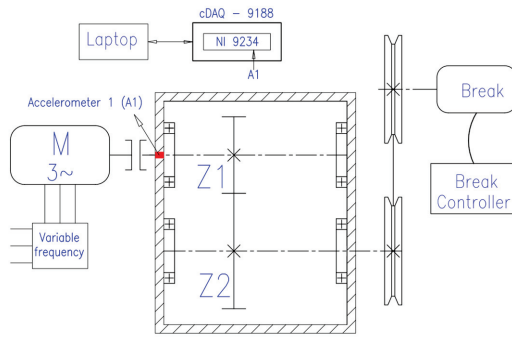 cDAQ - 9188
Laptop
NI 9234
A1
Accelerometer 1 (A1)
M
3~
Z1
Break
Break
Controller
Variable
frequency
Z2